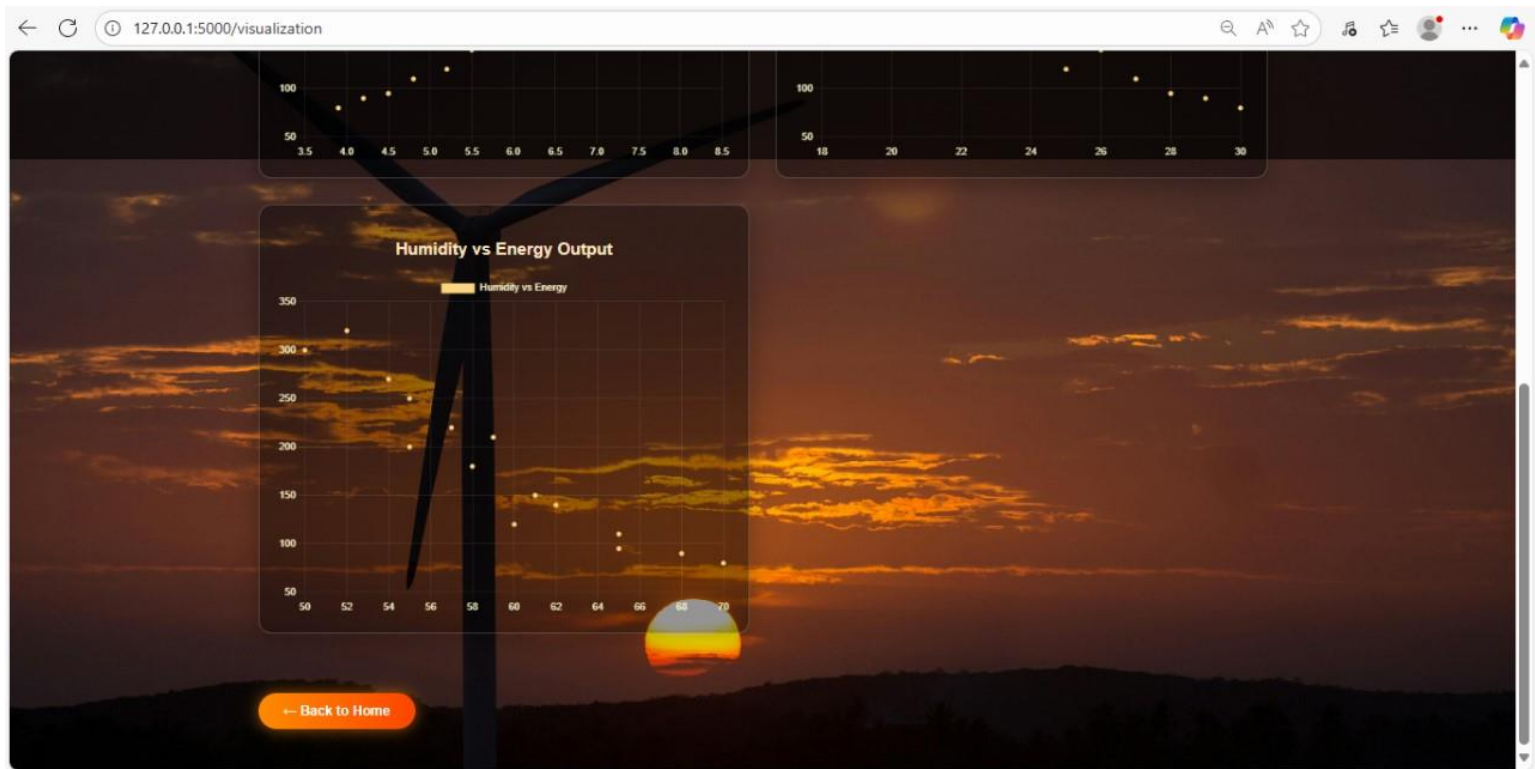 127.0.0.1:5000/visualization
100
50
3.5 4.0 4.5 5.0 5.5 6.0 6.5 7.0 7.5 8.0 8.5
100
50
18 20 22 24 26 28 30
Humidity vs Energy Output
Humidity vs Energy
350
300
250
200
150
100
50
50 52 54 56 58 60 62 64 66 68 70
← Back to Home